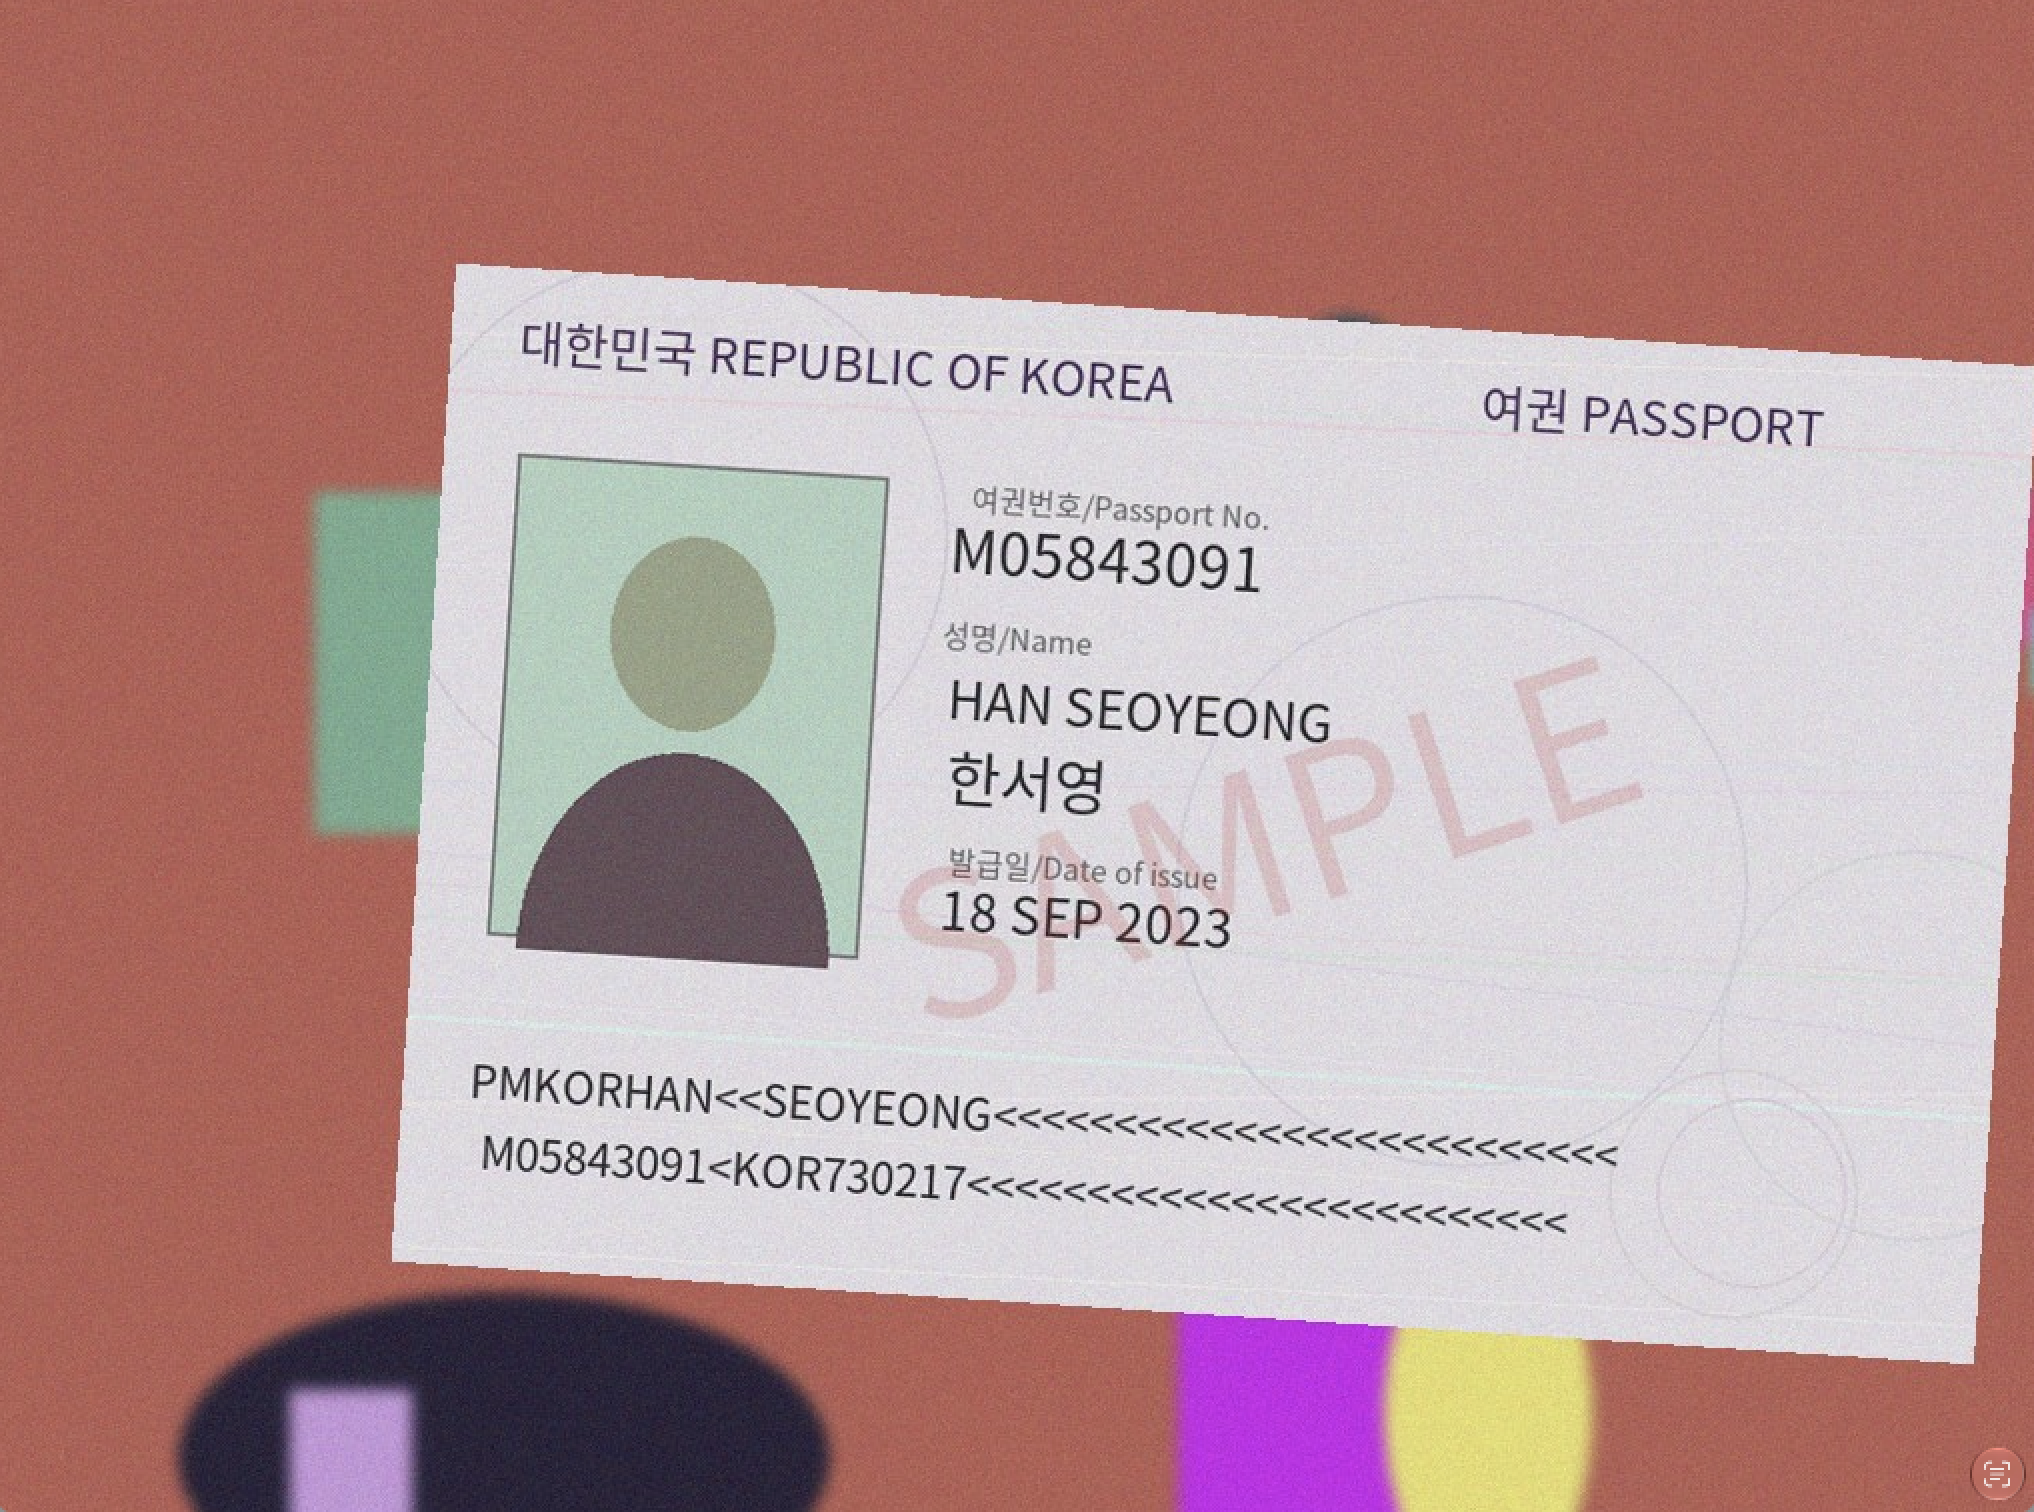 대한민국 REPUBLIC OF KOREA
여권 PASSPORT
여권번호/Passport No.
M05843091
성명/Name
HAN SEOYEONG
한서영
발급일/Date of issue
18 SEP 2023
SAMPLE
PMKORHAN<<SEOYEONG<<<<<<<<<<<<<<<<<<<<<<<<<<
M05843091<KOR730217<<<<<<<<<<<<<<<<<<<<<<<<<